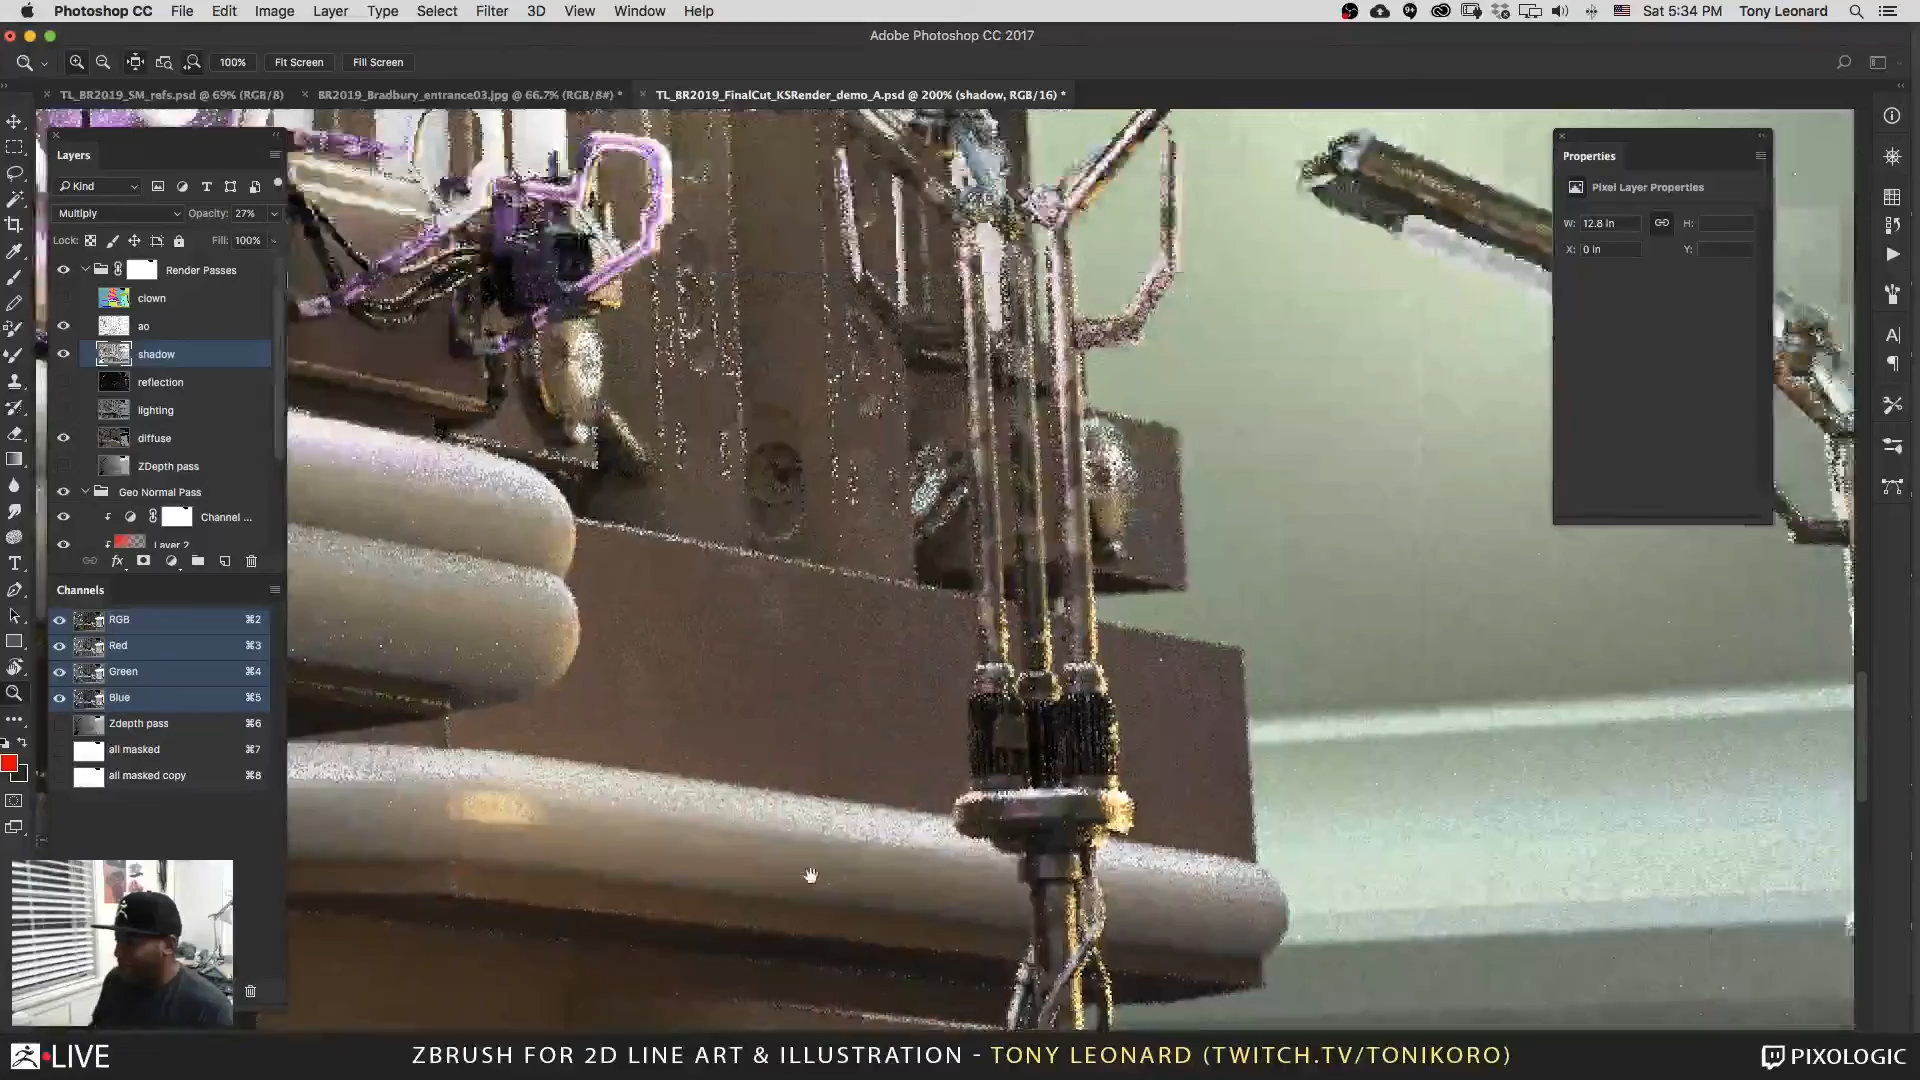 Photoshop CC File Edit Image Layer Type Select Filter 3D View Window Help Sat 5:34 PM Tony Leonard
Adobe Photoshop CC 2017
100% Fit Screen Fill Screen
TL_BR2019_SM_refs.psd @ 69% (RGB/8) BR2019_Bradbury_entrance03.jpg @ 66.7% (RGB/8#) * TL_BR2019_FinalCut_KSRender_demo_A.psd @ 200% (shadow, RGB/16) *
Layers
Kind
Multiply Opacity: 27%
Lock: Fill: 100%
Render Passes
clown
ao
shadow
reflection
lighting
diffuse
ZDepth pass
Geo Normal Pass
Channel ...
Layer 2
fx
Channels
RGB ⌘2
Red ⌘3
Green ⌘4
Blue ⌘5
Zdepth pass ⌘6
all masked ⌘7
all masked copy ⌘8
Properties
Pixel Layer Properties
W: 12.8 in H:
X: 0 in Y:
LIVE ZBRUSH FOR 2D LINE ART & ILLUSTRATION - TONY LEONARD (TWITCH.TV/TONIKORO) PIXOLOGIC